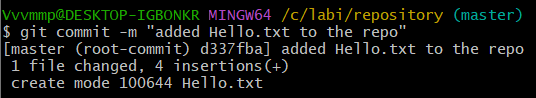 Vvvmmp@DESKTOP-IGBONKR MINGW64 /c/labi/repository (master)
$ git commit -m "added Hello.txt to the repo"
[master (root-commit) d337fba] added Hello.txt to the repo
 1 file changed, 4 insertions(+)
 create mode 100644 Hello.txt